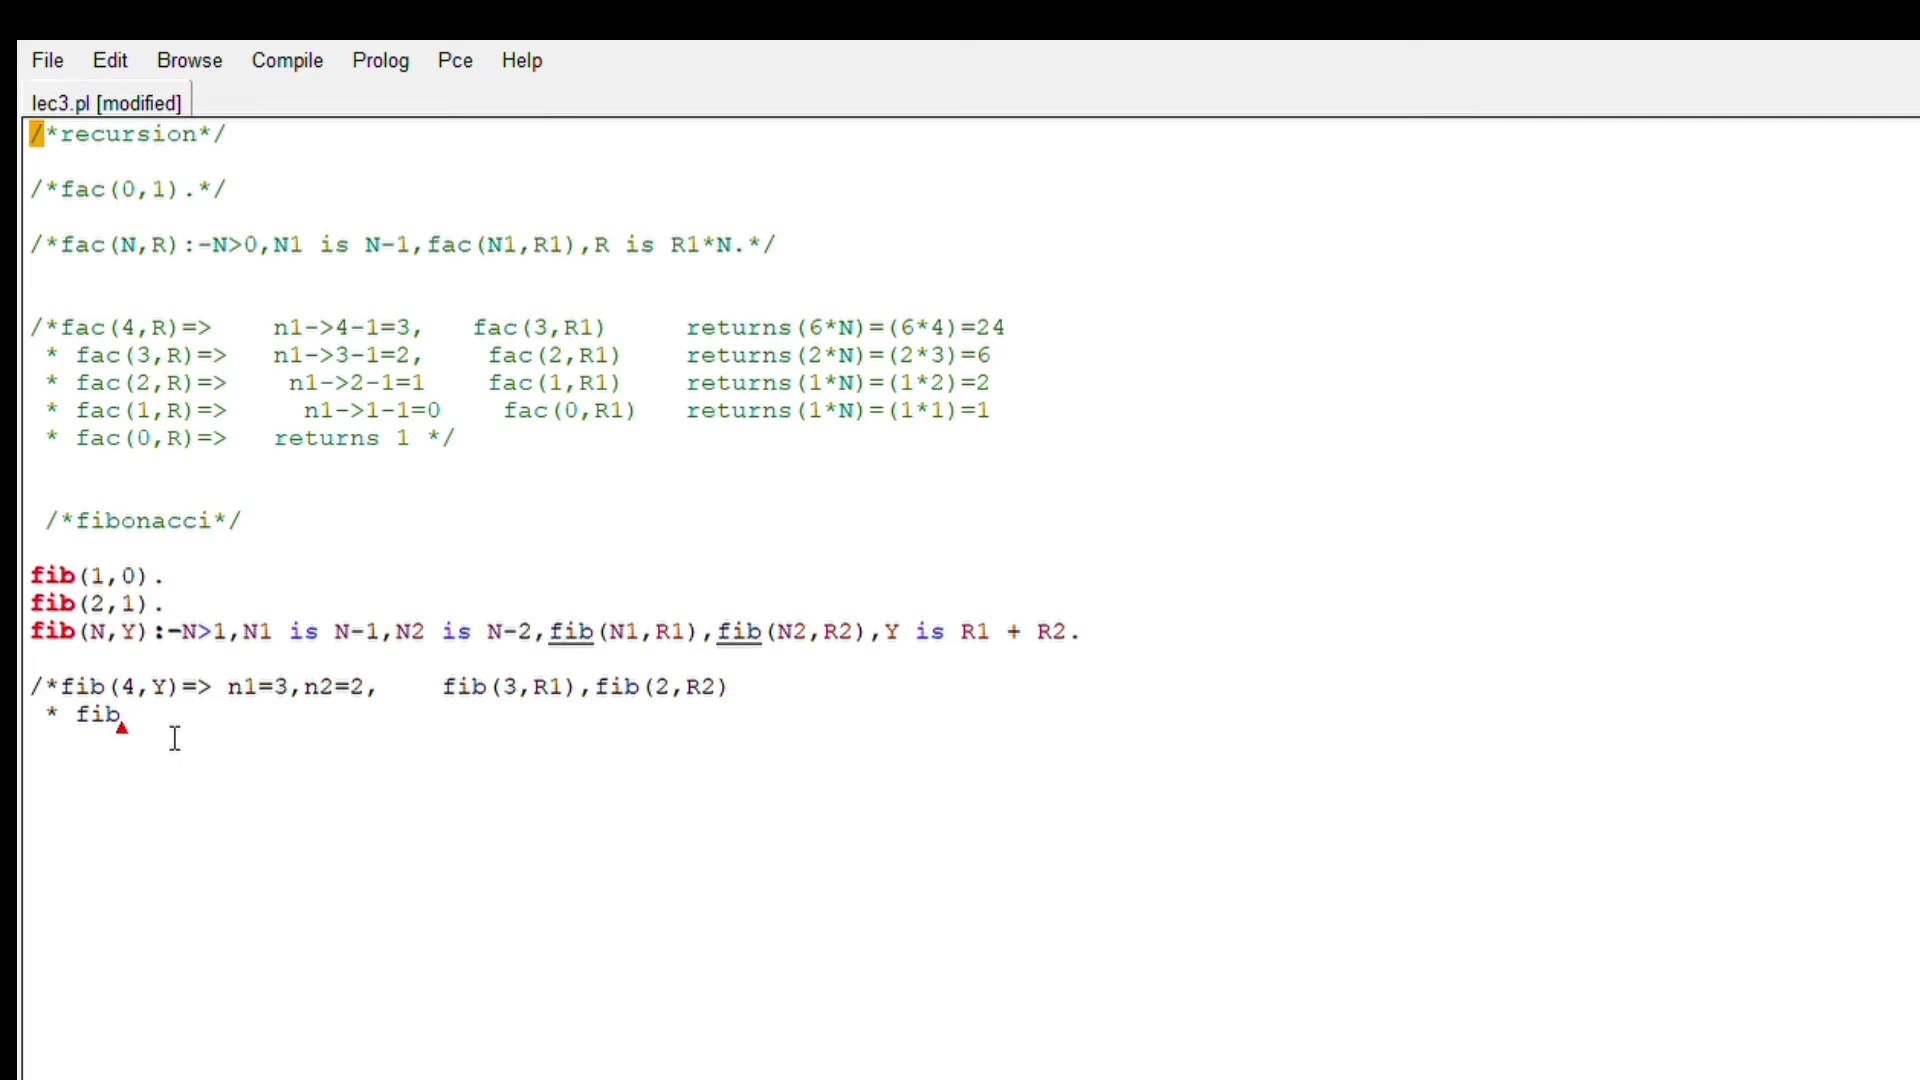 File Edit Browse Compile Prolog Pce Help
lec3.pl [modified]
/*recursion*/
/*fac(0,1).*/
/*fac(N,R):-N>0,N1 is N-1,fac(N1,R1),R is R1*N.*/
/*fac(4,R)=> n1->4-1=3, fac(3,R1) returns(6*N)=(6*4)=24
* fac(3,R)=> n1->3-1=2, fac(2,R1) returns(2*N)=(2*3)=6
* fac(2,R)=> n1->2-1=1 fac(1,R1) returns(1*N)=(1*2)=2
* fac(1,R)=> n1->1-1=0 fac(0,R1) returns(1*N)=(1*1)=1
* fac(0,R)=> returns 1 */
/*fibonacci*/
fib(1,0).
fib(2,1).
fib(N,Y):-N>1,N1 is N-1,N2 is N-2,fib(N1,R1),fib(N2,R2),Y is R1 + R2.
/*fib(4,Y)=> n1=3,n2=2, fib(3,R1),fib(2,R2)
* fib